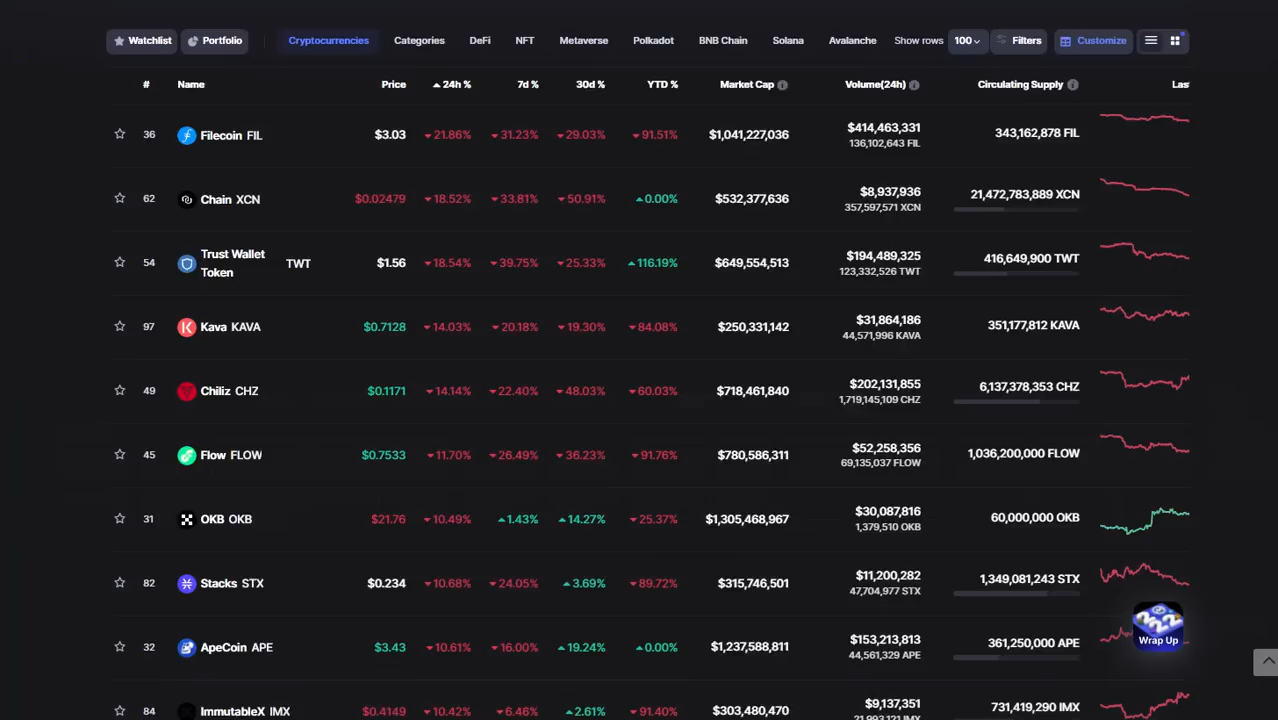 Watchlist Portfolio Cryptocurrencies Categories DeFi NFT Metaverse Polkadot BNB Chain Solana Avalanche Show rows 100 Filters Customize
# Name Price 24h % 7d % 30d % YTD % Market Cap Volume(24h) Circulating Supply Las
36 Filecoin FIL $3.03 21.86% 31.23% 29.03% 91.51% $1,041,227,036 $414,463,331 343,162,878 FIL
136,102,643 FIL
62 Chain XCN $0.02479 18.52% 33.81% 50.91% 0.00% $532,377,636 $8,937,936 21,472,783,889 XCN
357,597,571 XCN
54 Trust Wallet Token TWT $1.56 18.54% 39.75% 25.33% 116.19% $649,554,513 $194,489,325 416,649,900 TWT
123,332,526 TWT
97 Kava KAVA $0.7128 14.03% 20.18% 19.30% 84.08% $250,331,142 $31,864,186 351,177,812 KAVA
44,571,996 KAVA
49 Chiliz CHZ $0.1171 14.14% 22.40% 48.03% 60.03% $718,461,840 $202,131,855 6,137,378,353 CHZ
1,719,145,109 CHZ
45 Flow FLOW $0.7533 11.70% 26.49% 36.23% 91.76% $780,586,311 $52,258,356 1,036,200,000 FLOW
69,135,037 FLOW
31 OKB OKB $21.76 10.49% 1.43% 14.27% 25.37% $1,305,468,967 $30,087,816 60,000,000 OKB
1,379,510 OKB
82 Stacks STX $0.234 10.68% 24.05% 3.69% 89.72% $315,746,501 $11,200,282 1,349,081,243 STX
47,704,977 STX
32 ApeCoin APE $3.43 10.61% 16.00% 19.24% 0.00% $1,237,588,811 $153,213,813 361,250,000 APE
44,561,329 APE
2022
Wrap Up
84 ImmutableX IMX $0.4149 10.42% 6.46% 2.61% 91.40% $303,480,470 $9,137,351 731,419,290 IMX
21,993,121 IMX